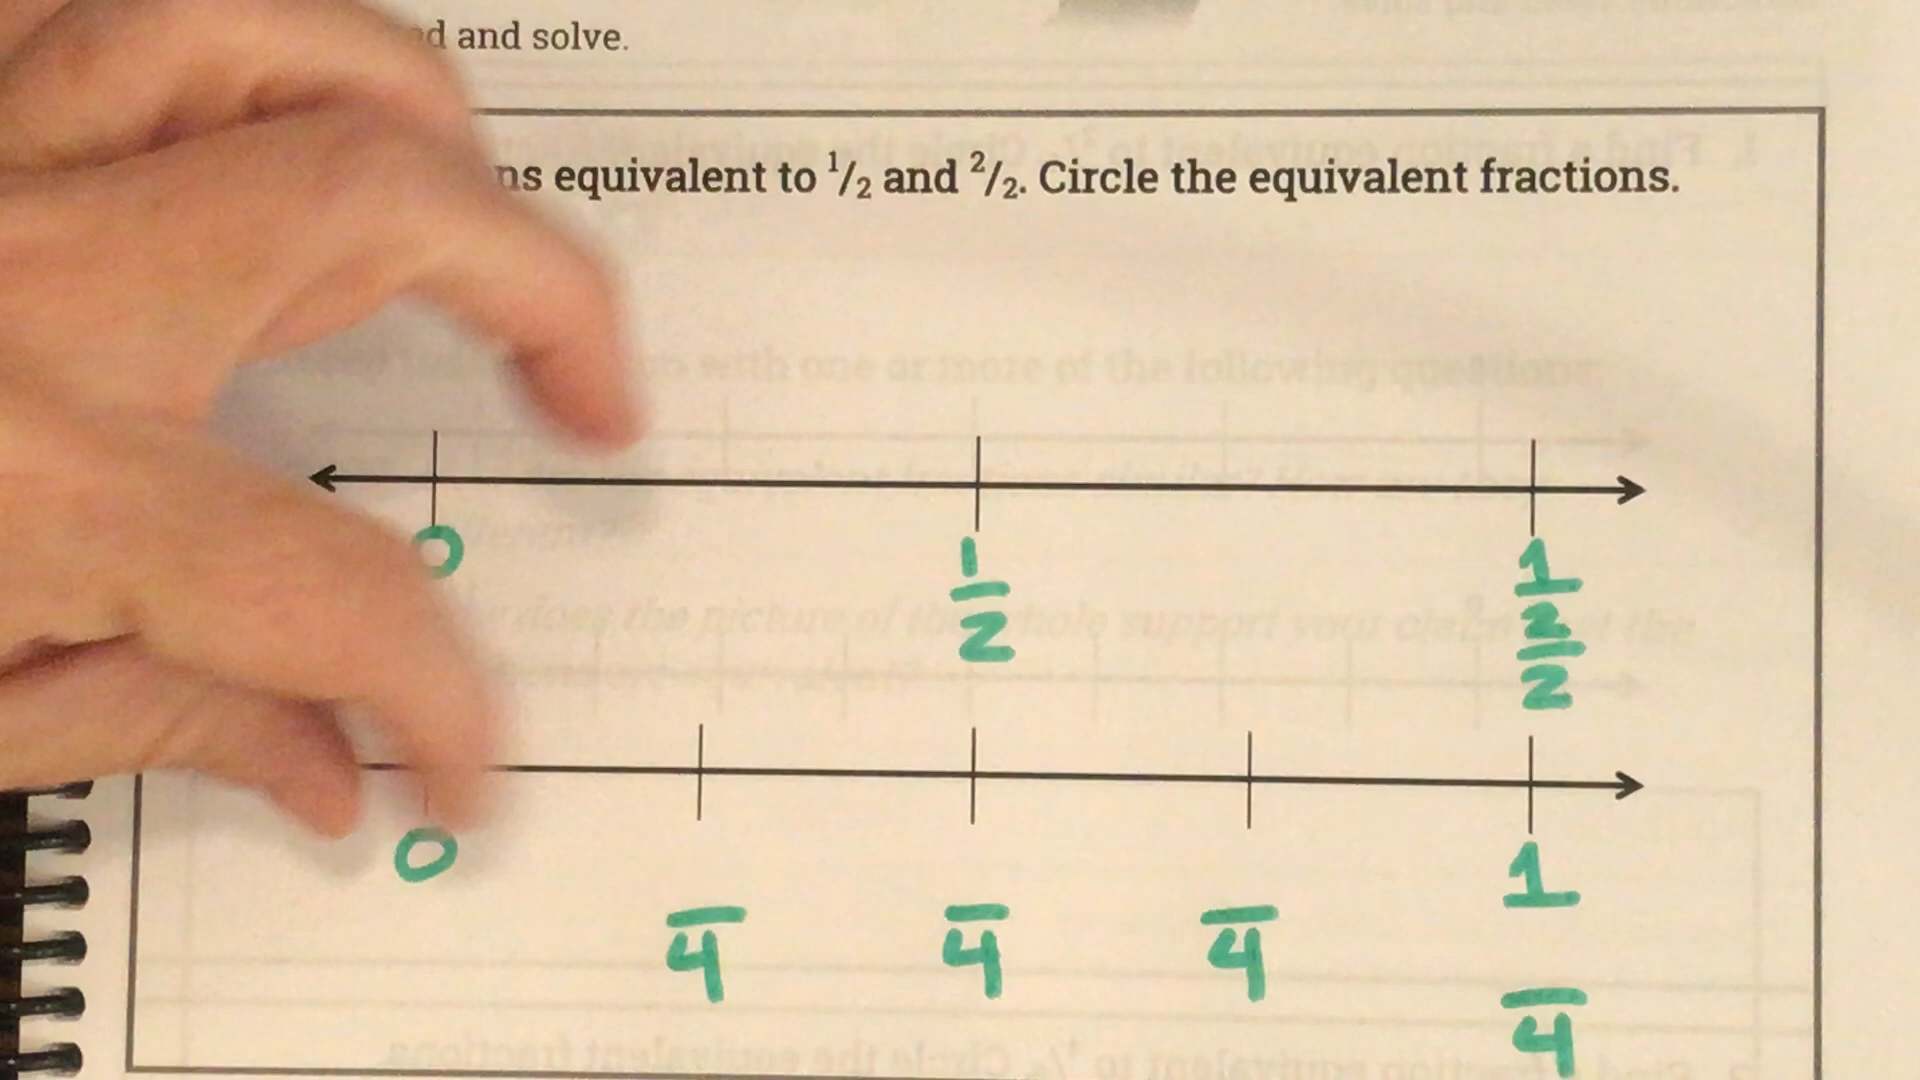 and solve.
equivalent to 1/2 and 2/2. Circle the equivalent fractions.
0 1/2 1
2/2
0 1
/4 /4 /4
/4